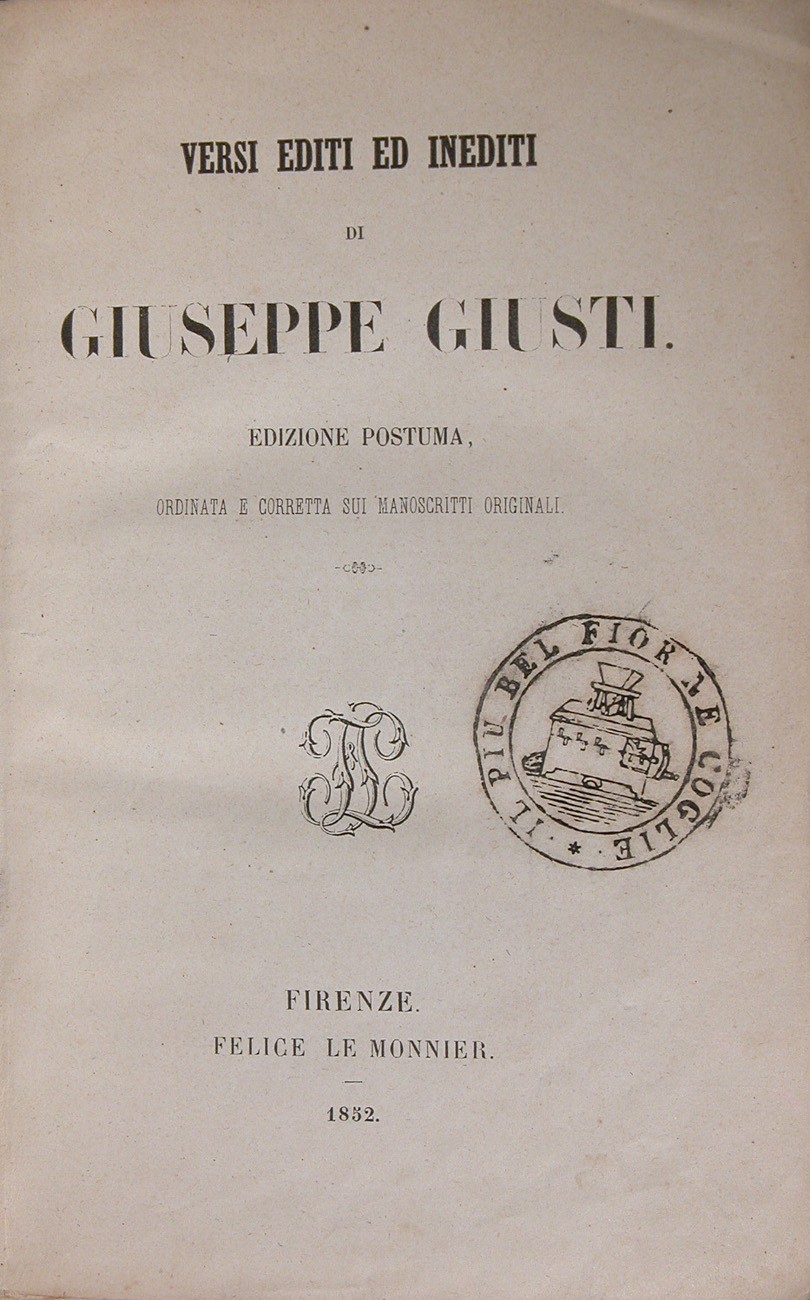 VERSI EDITI ED INEDITI
DI
GIUSEPPE GIUSTI.
EDIZIONE POSTUMA,
ORDINATA E CORRETTA SUI MANOSCRITTI ORIGINALI.
IL PIU BEL FIOR NE COGLIE
FIRENZE.
FELICE LE MONNIER.
1852.